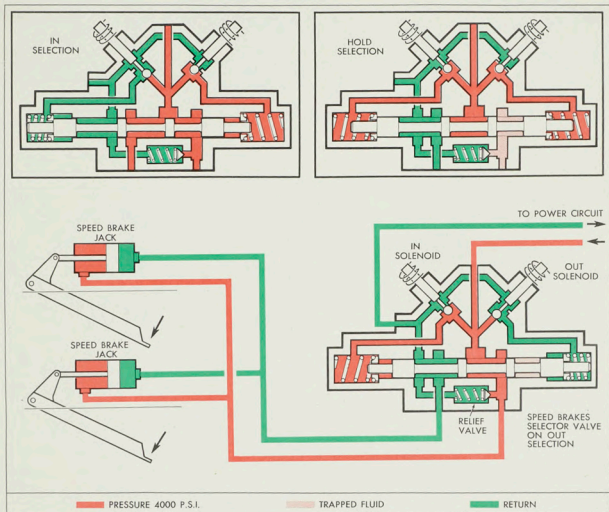 IN
SELECTION
HOLD
SELECTION
TO POWER CIRCUIT
SPEED BRAKE
JACK
IN
SOLENOID
OUT
SOLENOID
SPEED BRAKE
JACK
RELIEF
VALVE
SPEED BRAKES
SELECTOR VALVE
ON OUT
SELECTION
PRESSURE 4000 P.S.I.
TRAPPED FLUID
RETURN